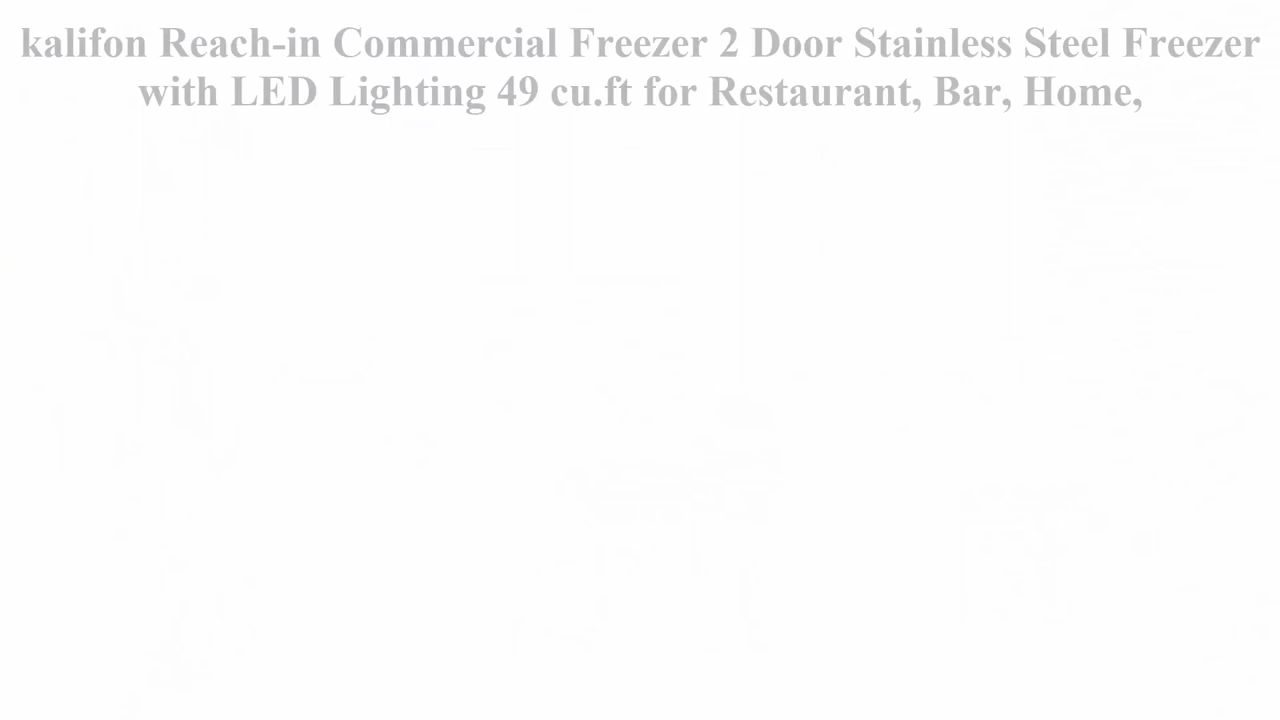 kalifon Reach-in Commercial Freezer 2 Door Stainless Steel Freezer
with LED Lighting 49 cu.ft for Restaurant, Bar, Home,